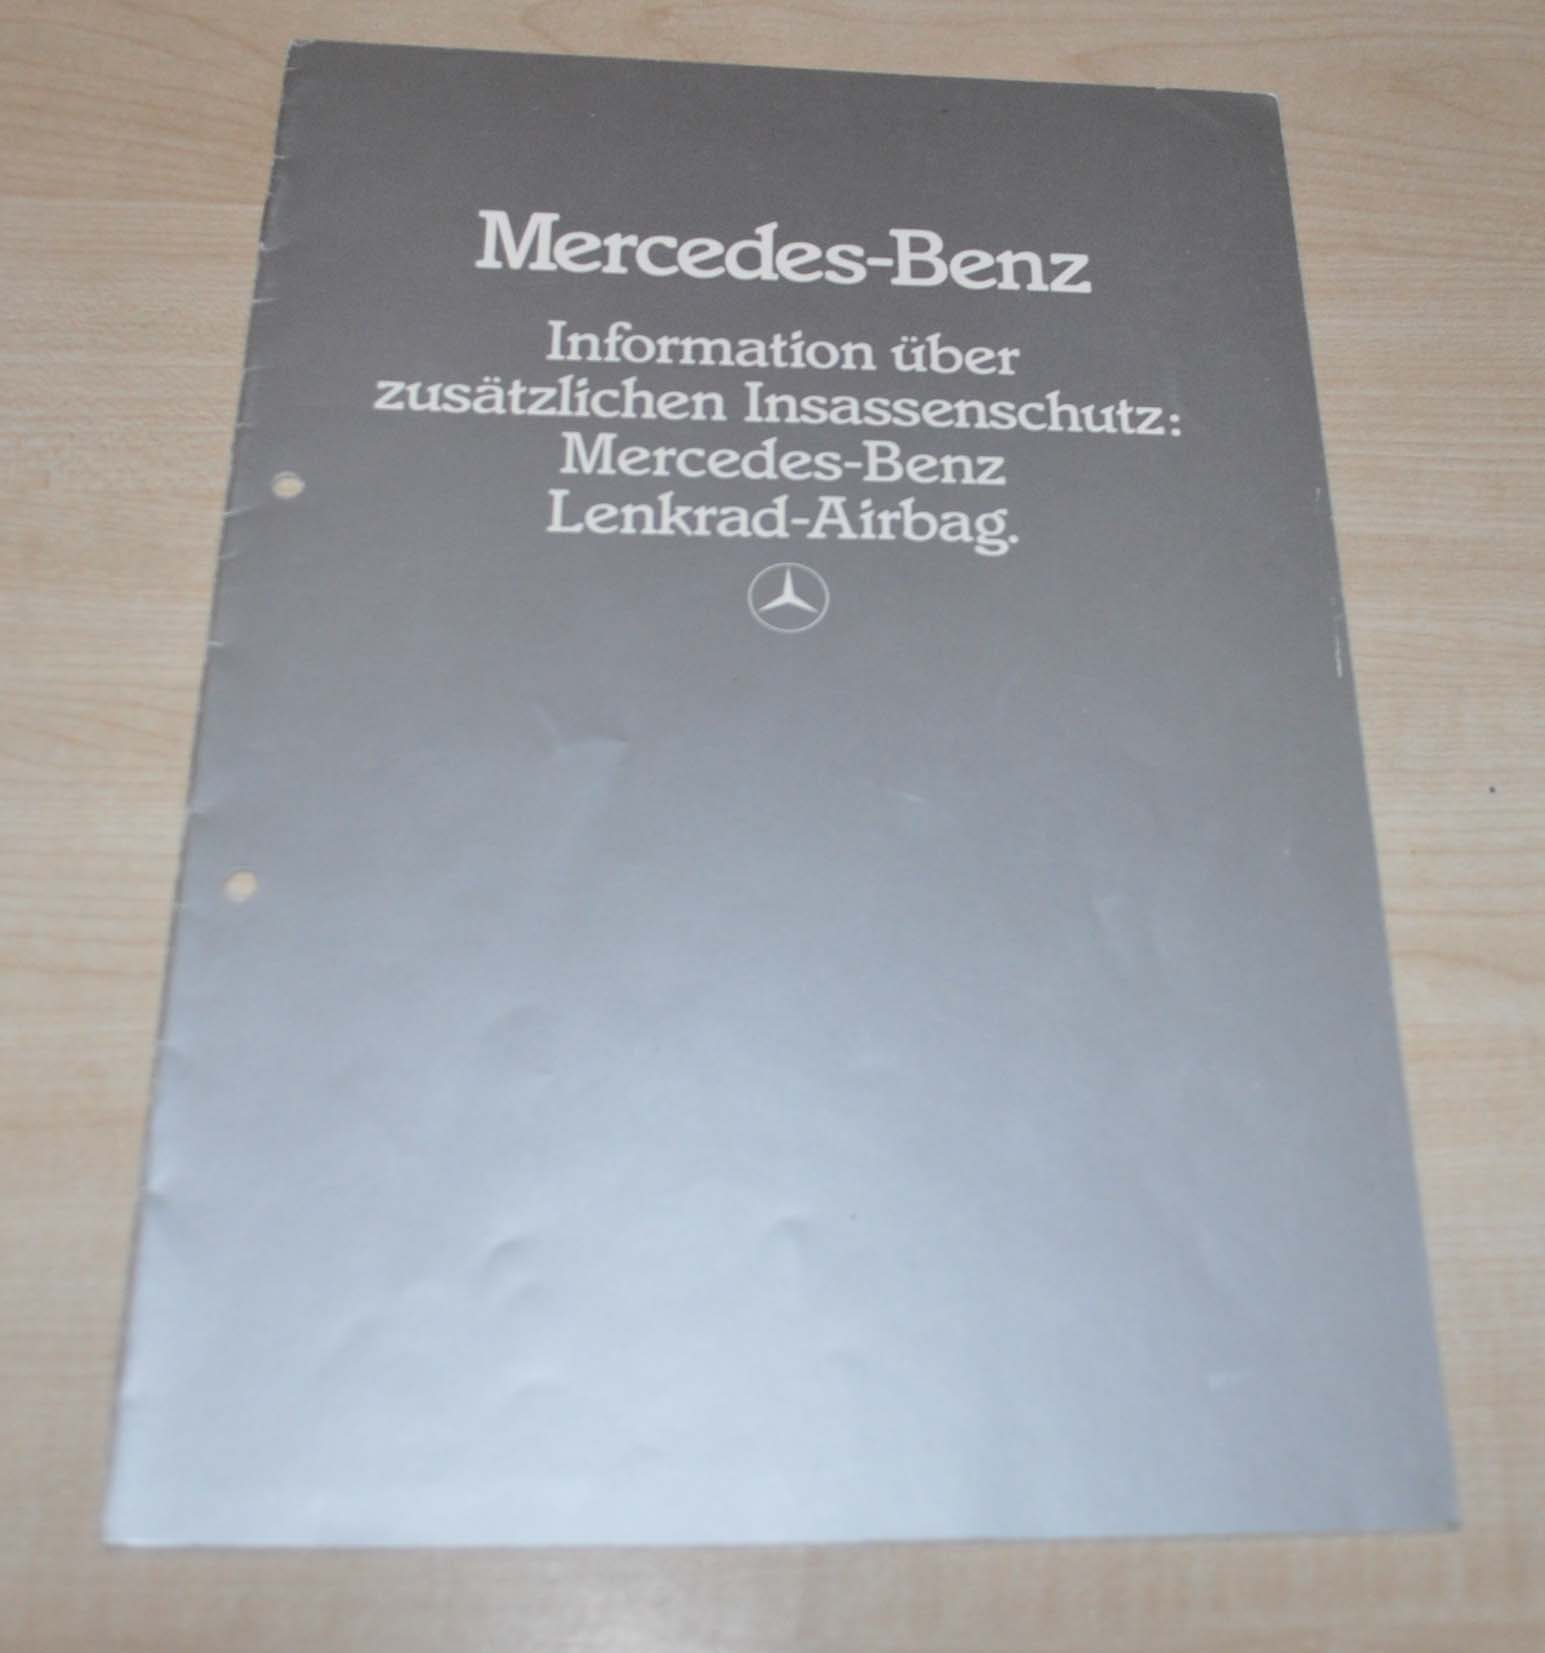 Mercedes-Benz
Information über
zusätzlichen Insassenschutz:
Mercedes-Benz
Lenkrad-Airbag.